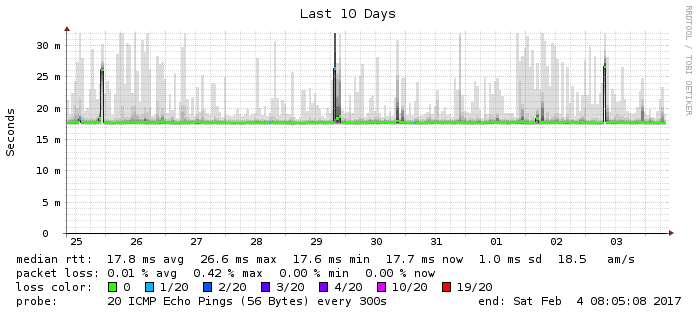 Last 10 Days
RRDTOOL / TOBI OETIKER
Seconds
30 m
25 m
20 m
15 m
10 m
5 m
0
25 26 27 28 29 30 31 01 02 03
median rtt: 17.8 ms avg 26.6 ms max 17.6 ms min 17.7 ms now 1.0 ms sd 18.5 am/s
packet loss: 0.01 % avg 0.42 % max 0.00 % min 0.00 % now
loss color: 0 1/20 2/20 3/20 4/20 10/20 19/20
probe: 20 ICMP Echo Pings (56 Bytes) every 300s end: Sat Feb 4 08:05:08 2017